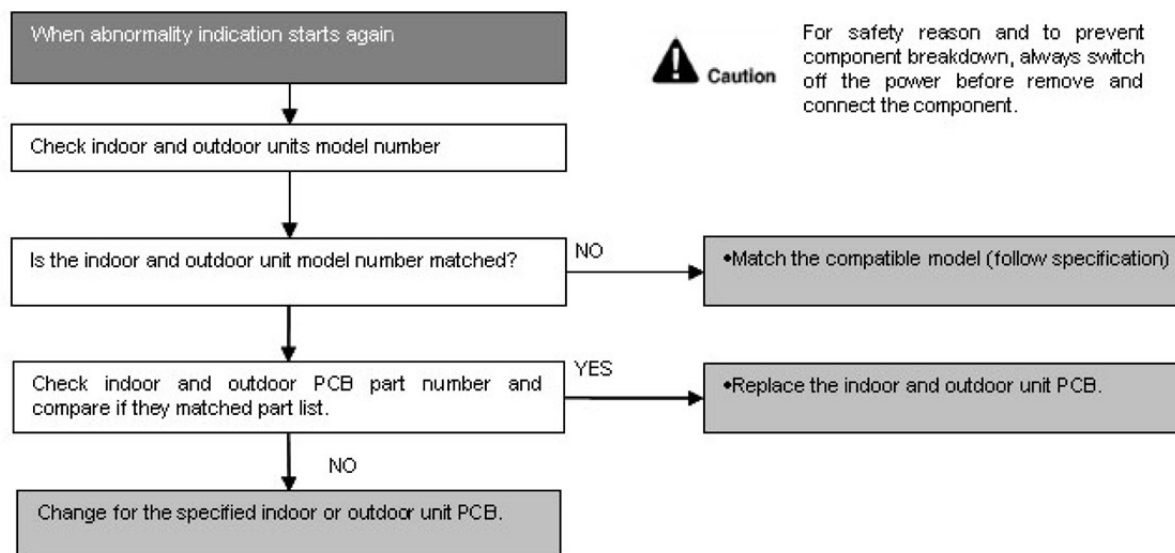 When abnormality indication starts again
For safety reason and to prevent
component breakdown, always switch
off the power before remove and
connect the component.
Caution
Check indoor and outdoor units model number
Is the indoor and outdoor unit model number matched?
NO
•Match the compatible model (follow specification)
Check indoor and outdoor PCB part number and
compare if they matched part list.
YES
•Replace the indoor and outdoor unit PCB.
NO
Change for the specified indoor or outdoor unit PCB.